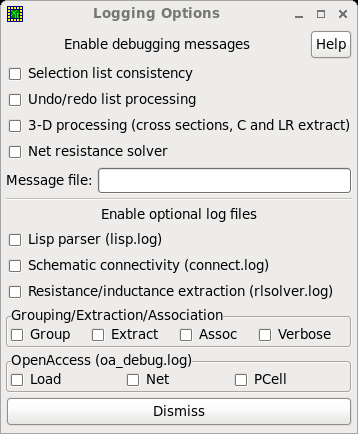 Logging Options
Enable debugging messages Help
Selection list consistency
Undo/redo list processing
3-D processing (cross sections, C and LR extract)
Net resistance solver
Message file:
Enable optional log files
Lisp parser (lisp.log)
Schematic connectivity (connect.log)
Resistance/inductance extraction (rlsolver.log)
Grouping/Extraction/Association
Group Extract Assoc Verbose
OpenAccess (oa_debug.log)
Load Net PCell
Dismiss